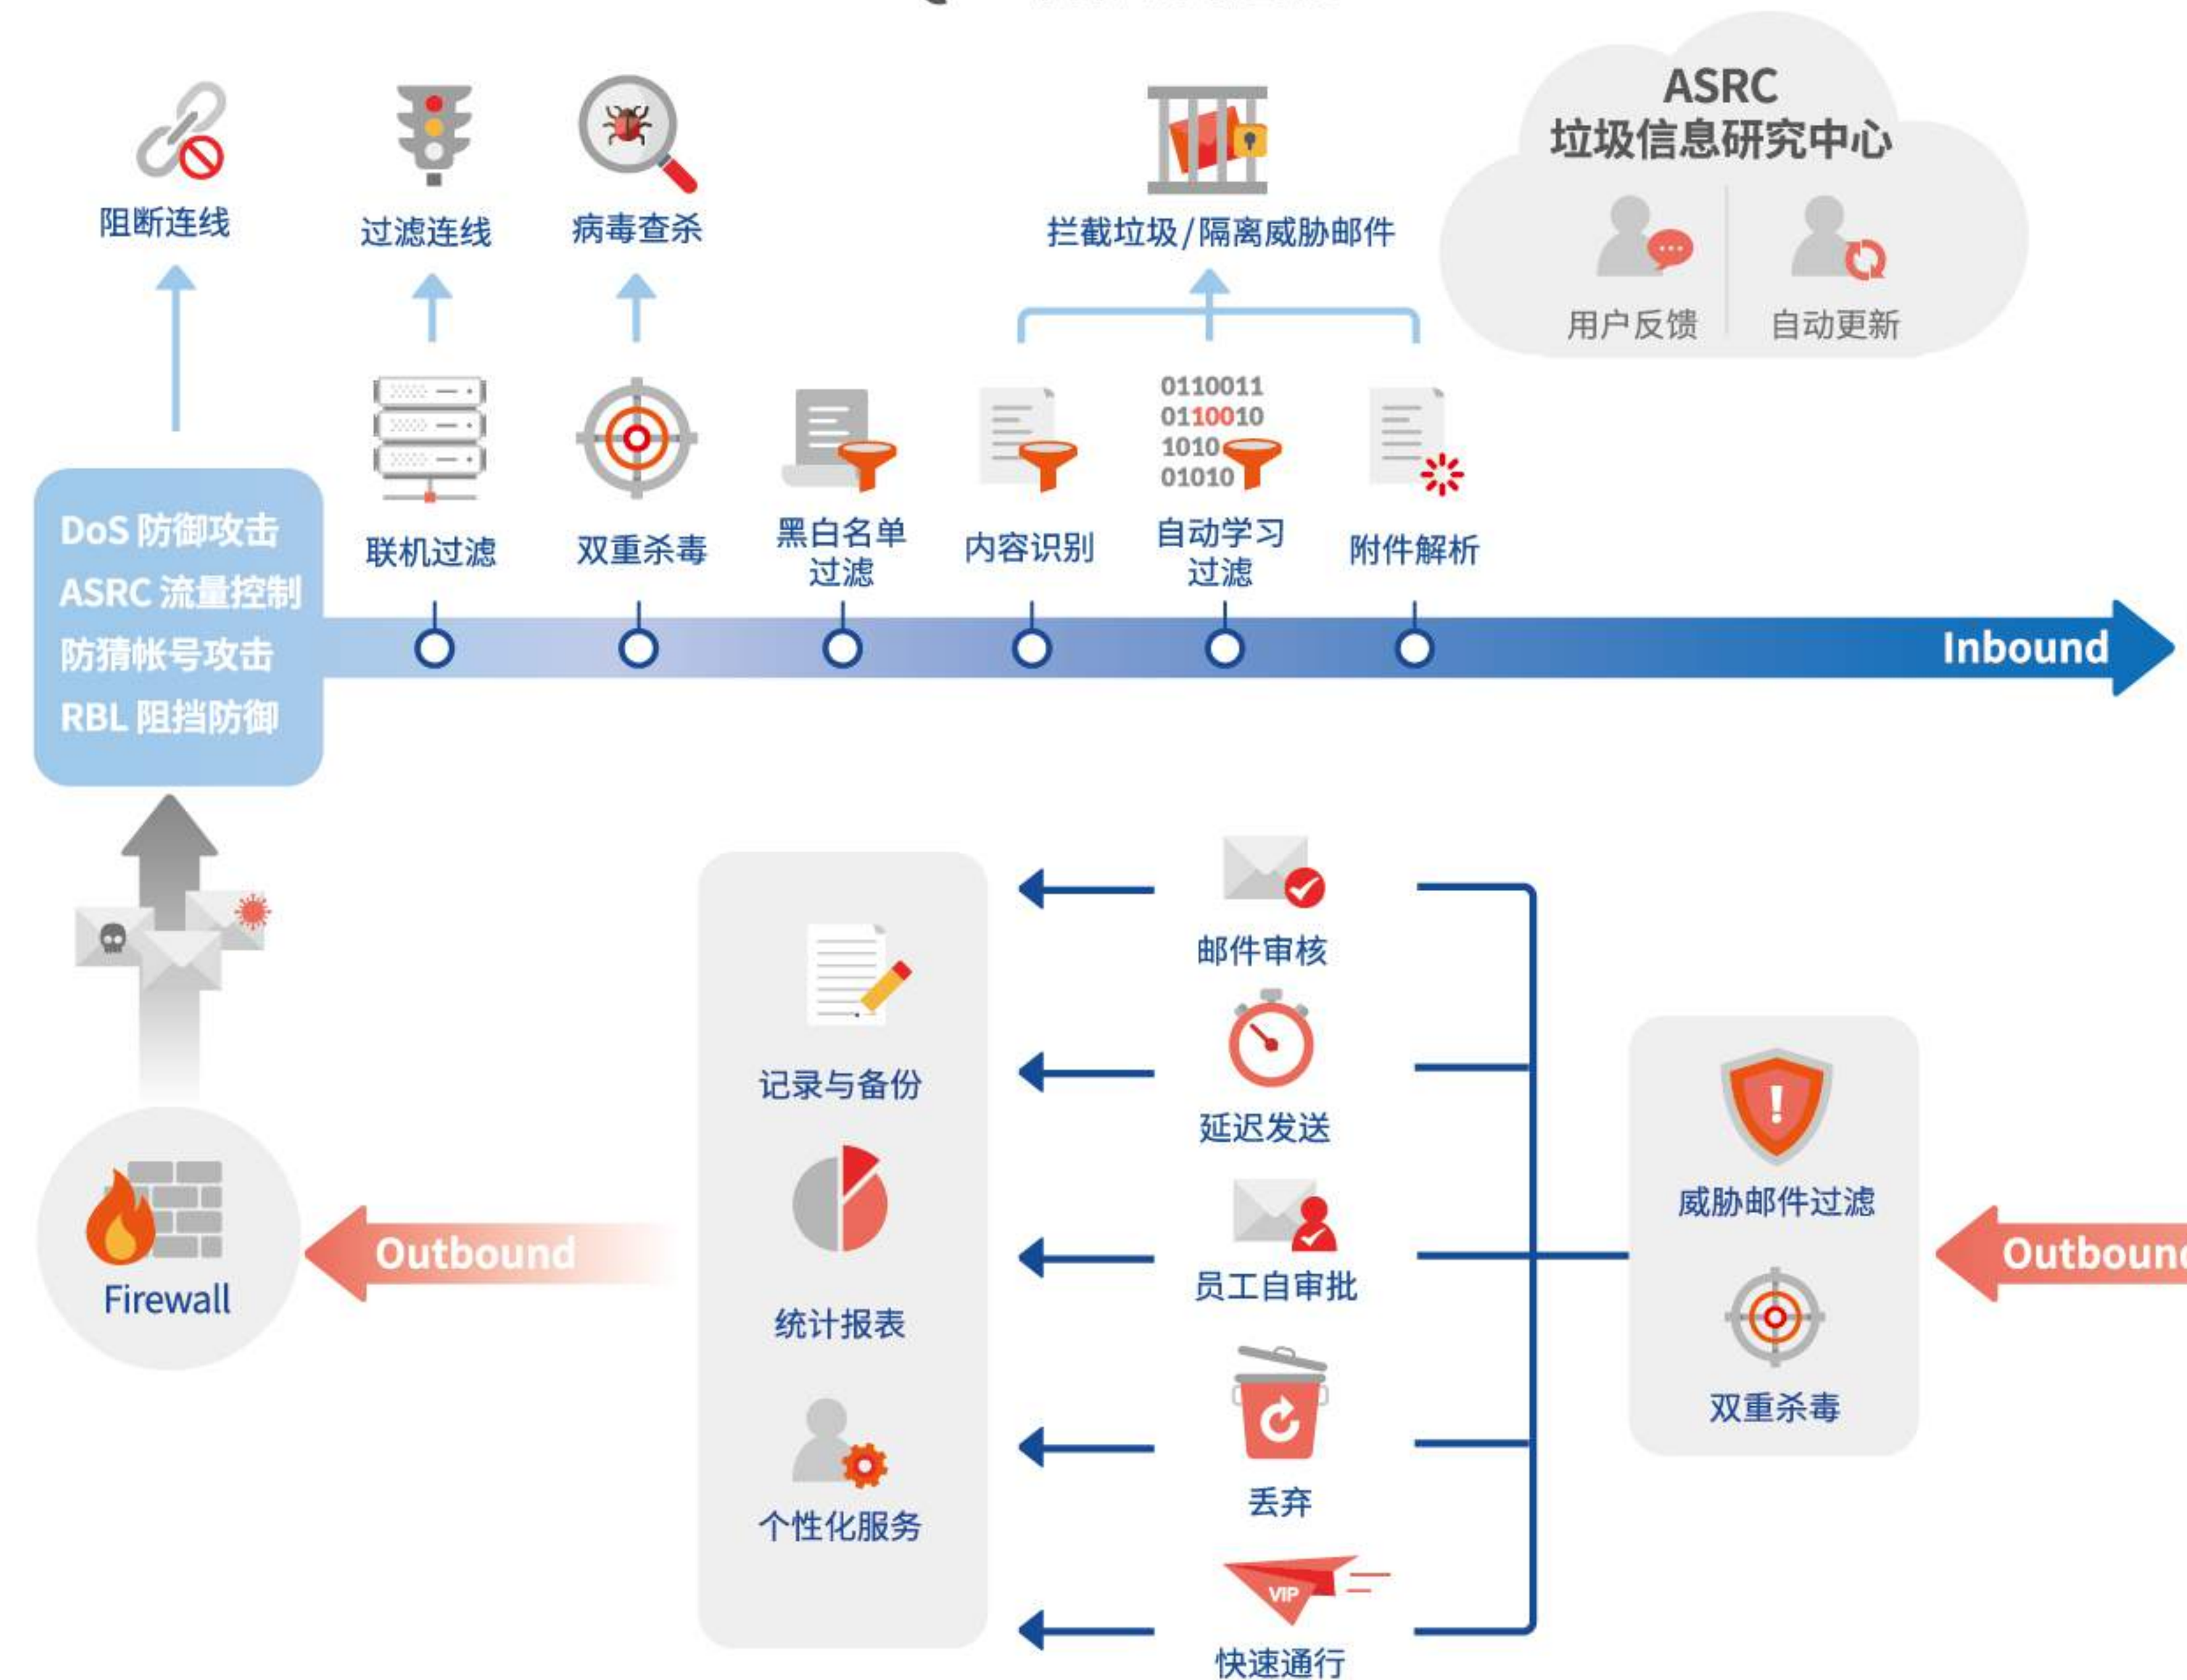 ASRC
垃圾信息研究中心
用户反馈
自动更新
阻断连线
过滤连线
病毒查杀
拦截垃圾/隔离威胁邮件
0110011
0110010
1010
01010
联机过滤
双重杀毒
黑白名单
过滤
内容识别
自动学习
过滤
附件解析
DoS 防御攻击
ASRC 流量控制
防猜帐号攻击
RBL 阻挡防御
Inbound
Firewall
Outbound
记录与备份
统计报表
个性化服务
邮件审核
延迟发送
员工自审批
丢弃
VIP
快速通行
威胁邮件过滤
双重杀毒
Outbound